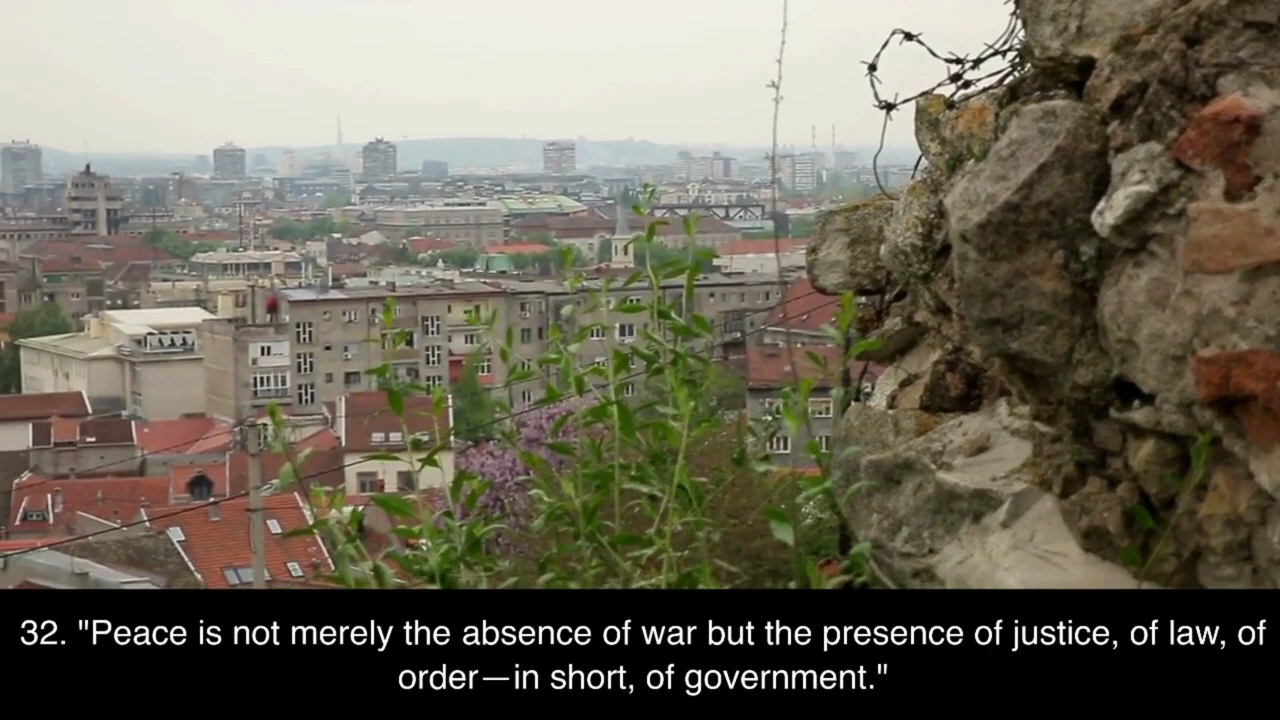 32. "Peace is not merely the absence of war but the presence of justice, of law, of
order—in short, of government."